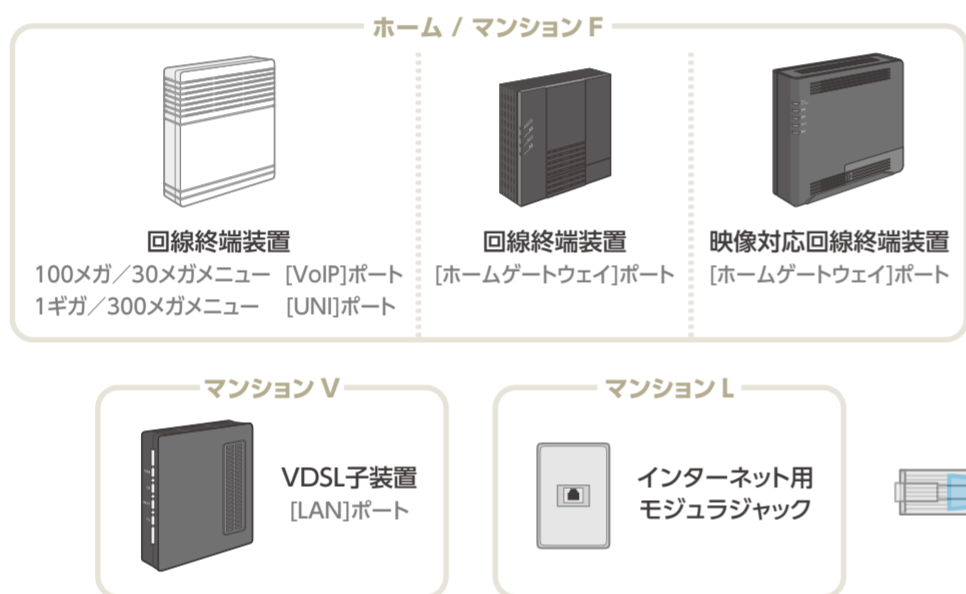 ホーム / マンション F
回線終端装置
100メガ／30メガメニュー [VoIP]ポート
1ギガ／300メガメニュー [UNI]ポート
回線終端装置
[ホームゲートウェイ]ポート
映像対応回線終端装置
[ホームゲートウェイ]ポート
マンション V
VDSL子装置
[LAN]ポート
マンション L
インターネット用
モジュラジャック